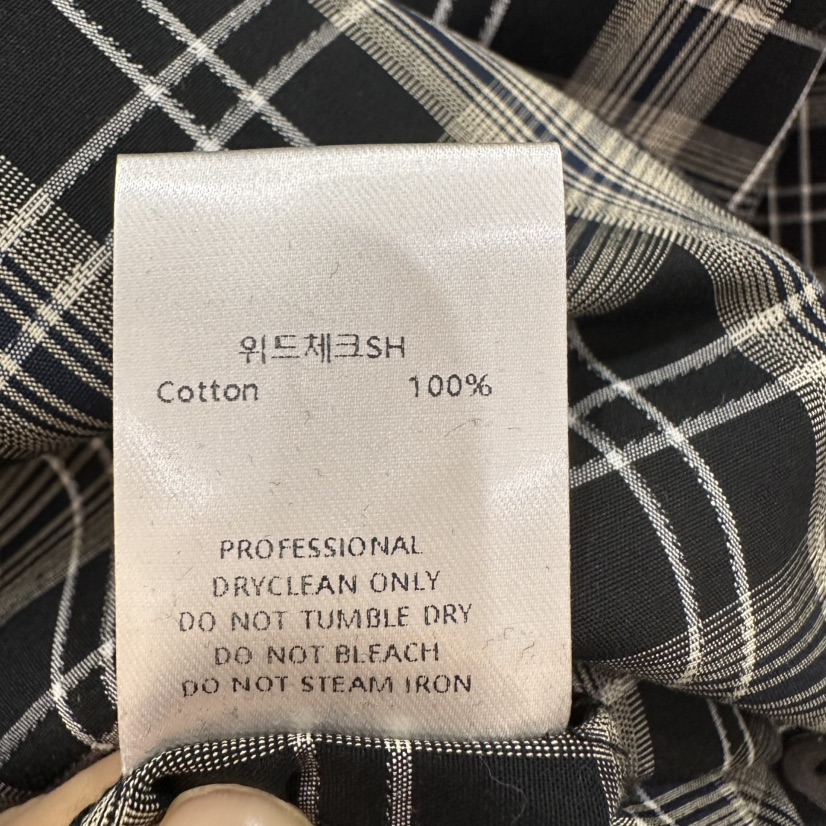 위드체크SH
Cotton 100%
PROFESSIONAL
DRYCLEAN ONLY
DO NOT TUMBLE DRY
DO NOT BLEACH
DO NOT STEAM IRON